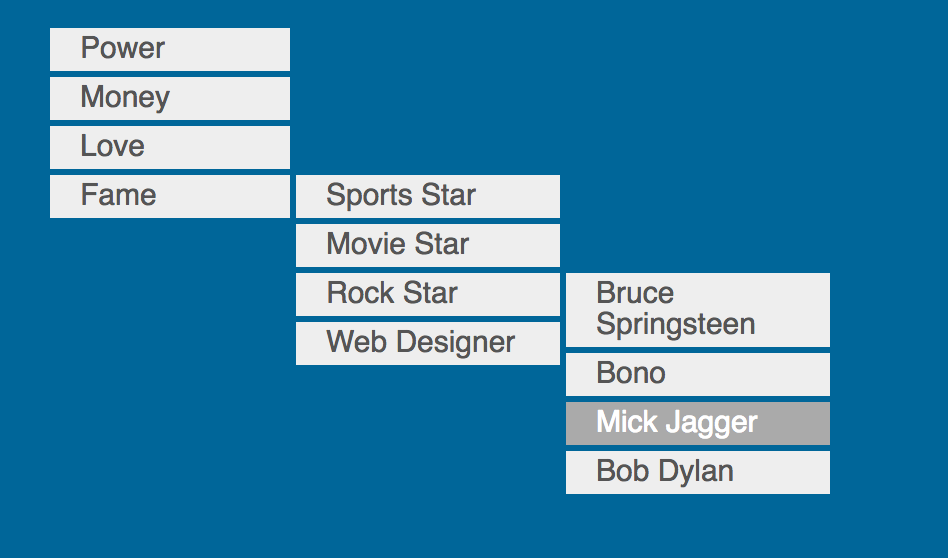 Power
Money
Love
Fame
Sports Star
Movie Star
Rock Star
Web Designer
Bruce
Springsteen
Bono
Mick Jagger
Bob Dylan